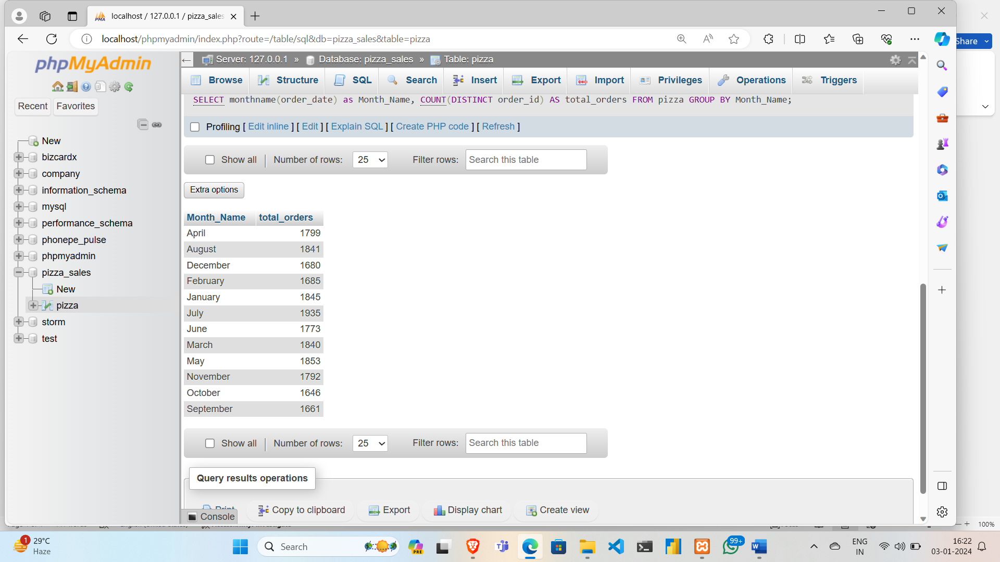 localhost / 127.0.0.1 / pizza_sales
localhost/phpmyadmin/index.php?route=/table/sql&db=pizza_sales&table=pizza
Share
phpMyAdmin
Recent
Favorites
New
bizcardx
company
information_schema
mysql
performance_schema
phonepe_pulse
phpmyadmin
pizza_sales
New
pizza
storm
test
Server: 127.0.0.1 » Database: pizza_sales » Table: pizza
Browse Structure SQL Search Insert Export Import Privileges Operations Triggers
SELECT monthname(order_date) as Month_Name, COUNT(DISTINCT order_id) AS total_orders FROM pizza GROUP BY Month_Name;
Profiling [ Edit inline ] [ Edit ] [ Explain SQL ] [ Create PHP code ] [ Refresh ]
Show all | Number of rows: 25 Filter rows: Search this table
Extra options
Month_Name total_orders
April 1799
August 1841
December 1680
February 1685
January 1845
July 1935
June 1773
March 1840
May 1853
November 1792
October 1646
September 1661
Show all | Number of rows: 25 Filter rows: Search this table
Query results operations
Print Copy to clipboard Export Display chart Create view
Console
100%
1
29°C
Haze
Search
PRE
99+
ENG
IN
16:22
03-01-2024